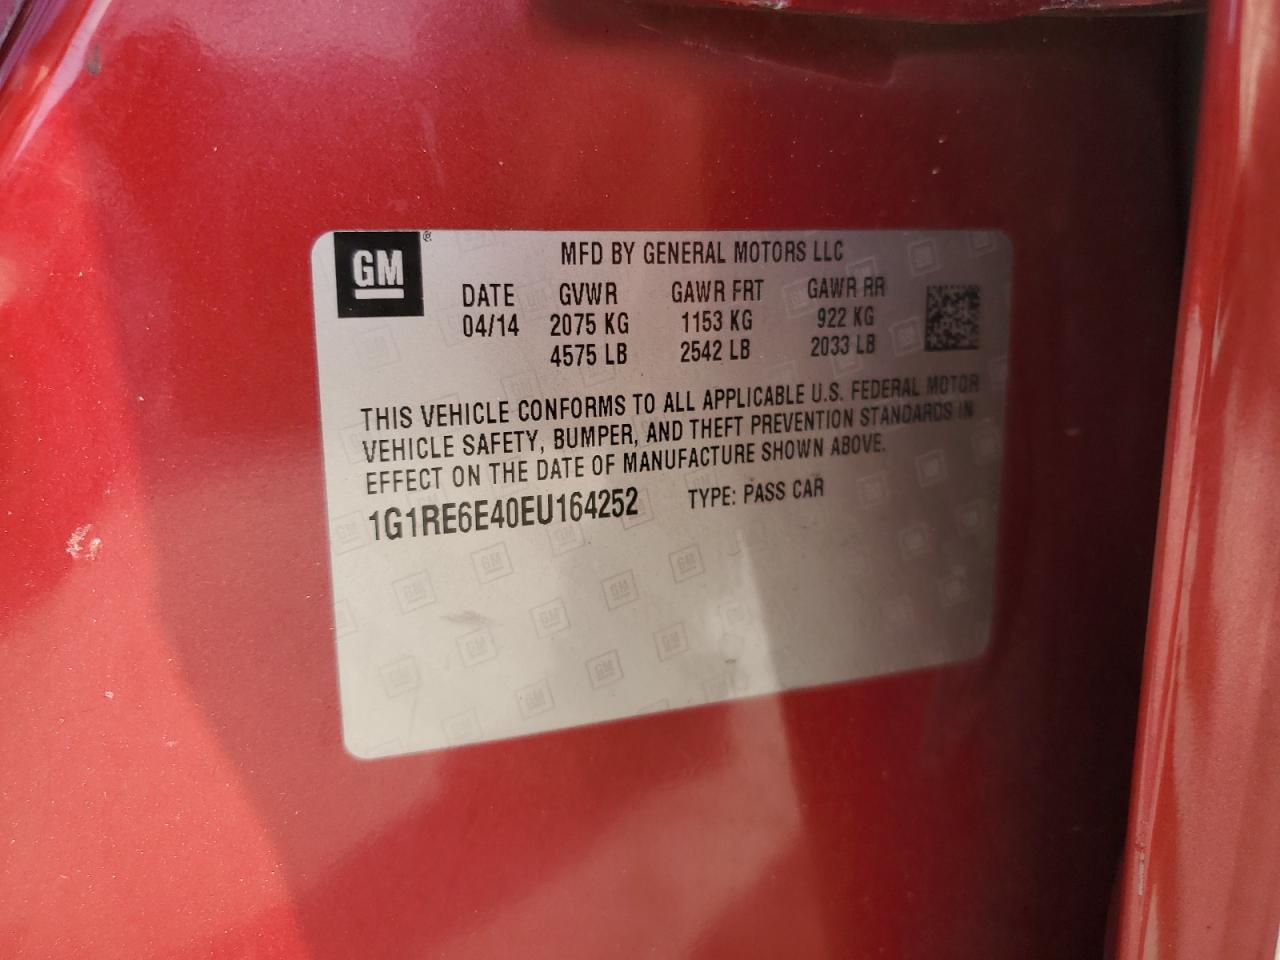 GM ®
MFD BY GENERAL MOTORS LLC
DATE GVWR GAWR FRT GAWR RR
04/14 2075 KG 1153 KG 922 KG
4575 LB 2542 LB 2033 LB
THIS VEHICLE CONFORMS TO ALL APPLICABLE U.S. FEDERAL MOTOR
VEHICLE SAFETY, BUMPER, AND THEFT PREVENTION STANDARDS IN
EFFECT ON THE DATE OF MANUFACTURE SHOWN ABOVE.
1G1RE6E40EU164252 TYPE: PASS CAR